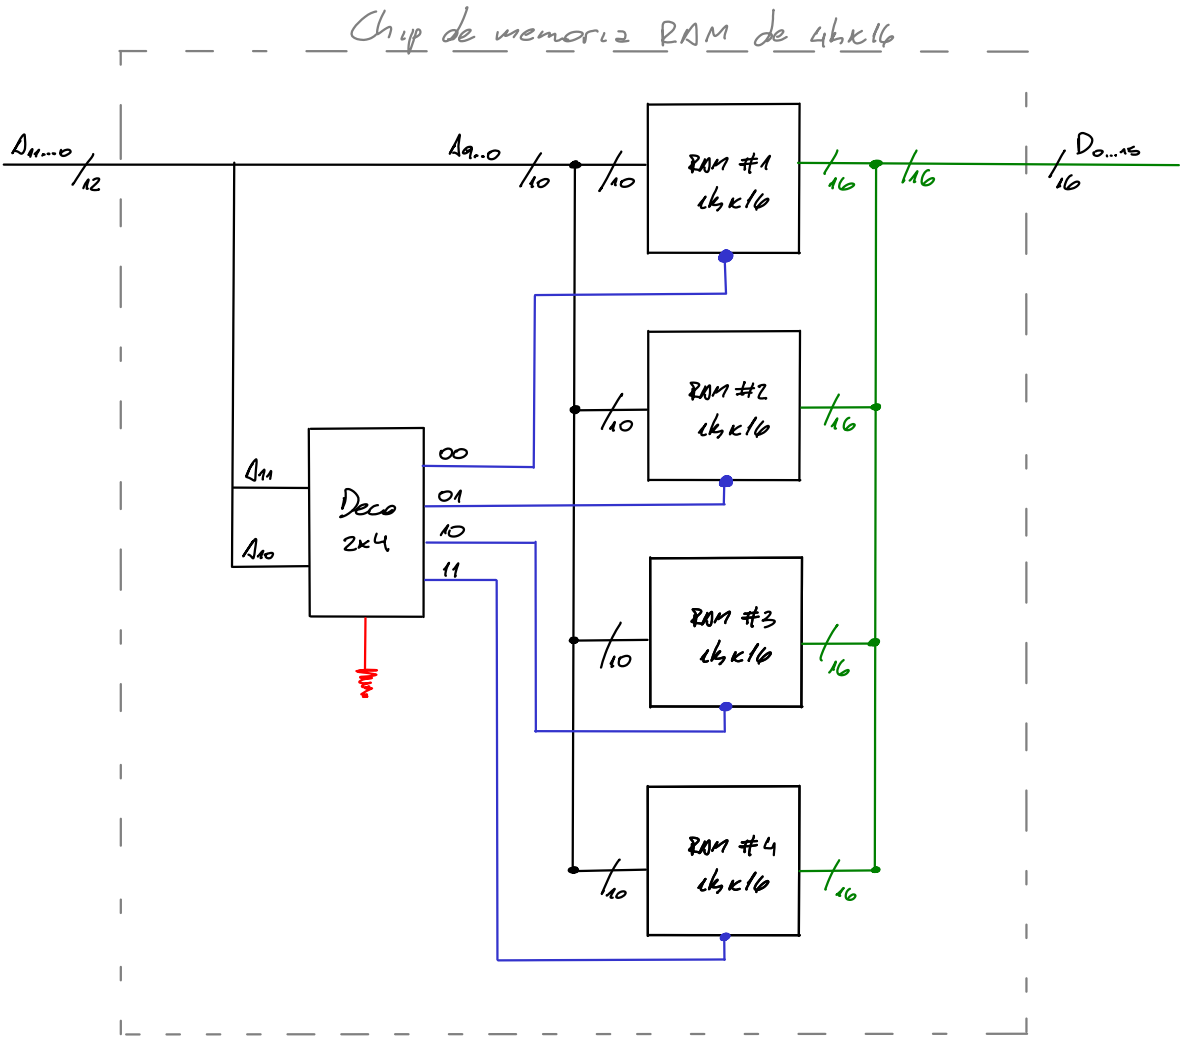 Chip de memoria RAM de 4kx16
A11....0
12
A9...0
10
10
RAM #1
1kx16
16
16
D0...15
16
00
RAM #2
1kx16
10
16
A11
Deco
2x4
01
A10
10
11
RAM #3
1kx16
10
16
RAM #4
1kx16
10
16